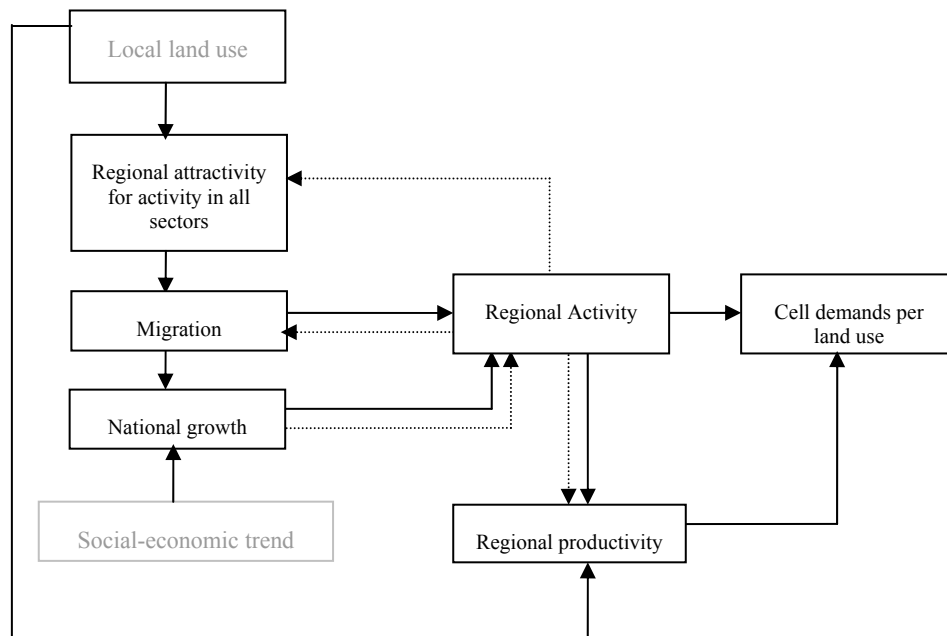 Local land use
Regional attractivity
for activity in all
sectors
Migration
Regional Activity
Cell demands per
land use
National growth
Social-economic trend
Regional productivity